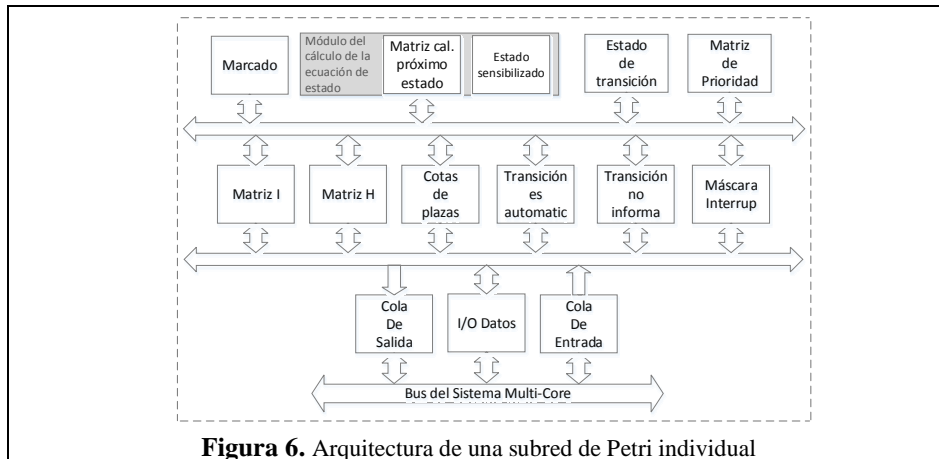 Marcado
Módulo del
cálculo de la
ecuación de
estado
Matriz cal.
próximo
estado
Estado
sensibilizado
Estado
de
transición
Matriz
de
Prioridad
Matriz I
Matriz H
Cotas
de
plazas
Transición
es
automatic
Transición
no
informa
Máscara
Interrup
Cola
De
Salida
I/O Datos
Cola
De
Entrada
Bus del Sistema Multi-Core
Figura 6. Arquitectura de una subred de Petri individual